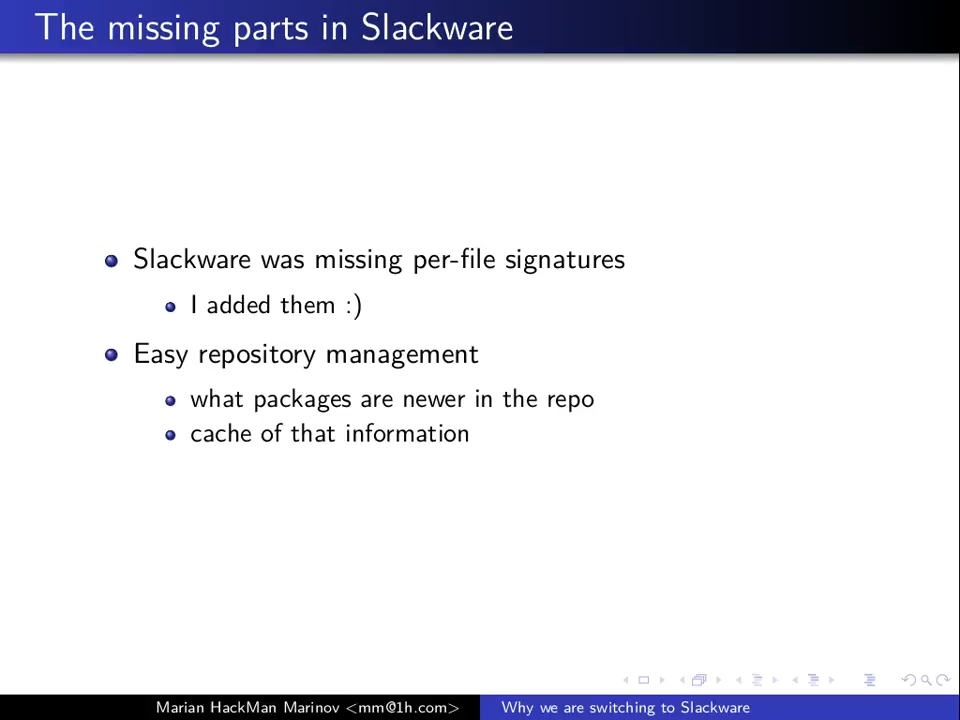 The missing parts in Slackware
Slackware was missing per-file signatures
I added them :)
Easy repository management
what packages are newer in the repo
cache of that information
Marian HackMan Marinov <mm@1h.com>
Why we are switching to Slackware